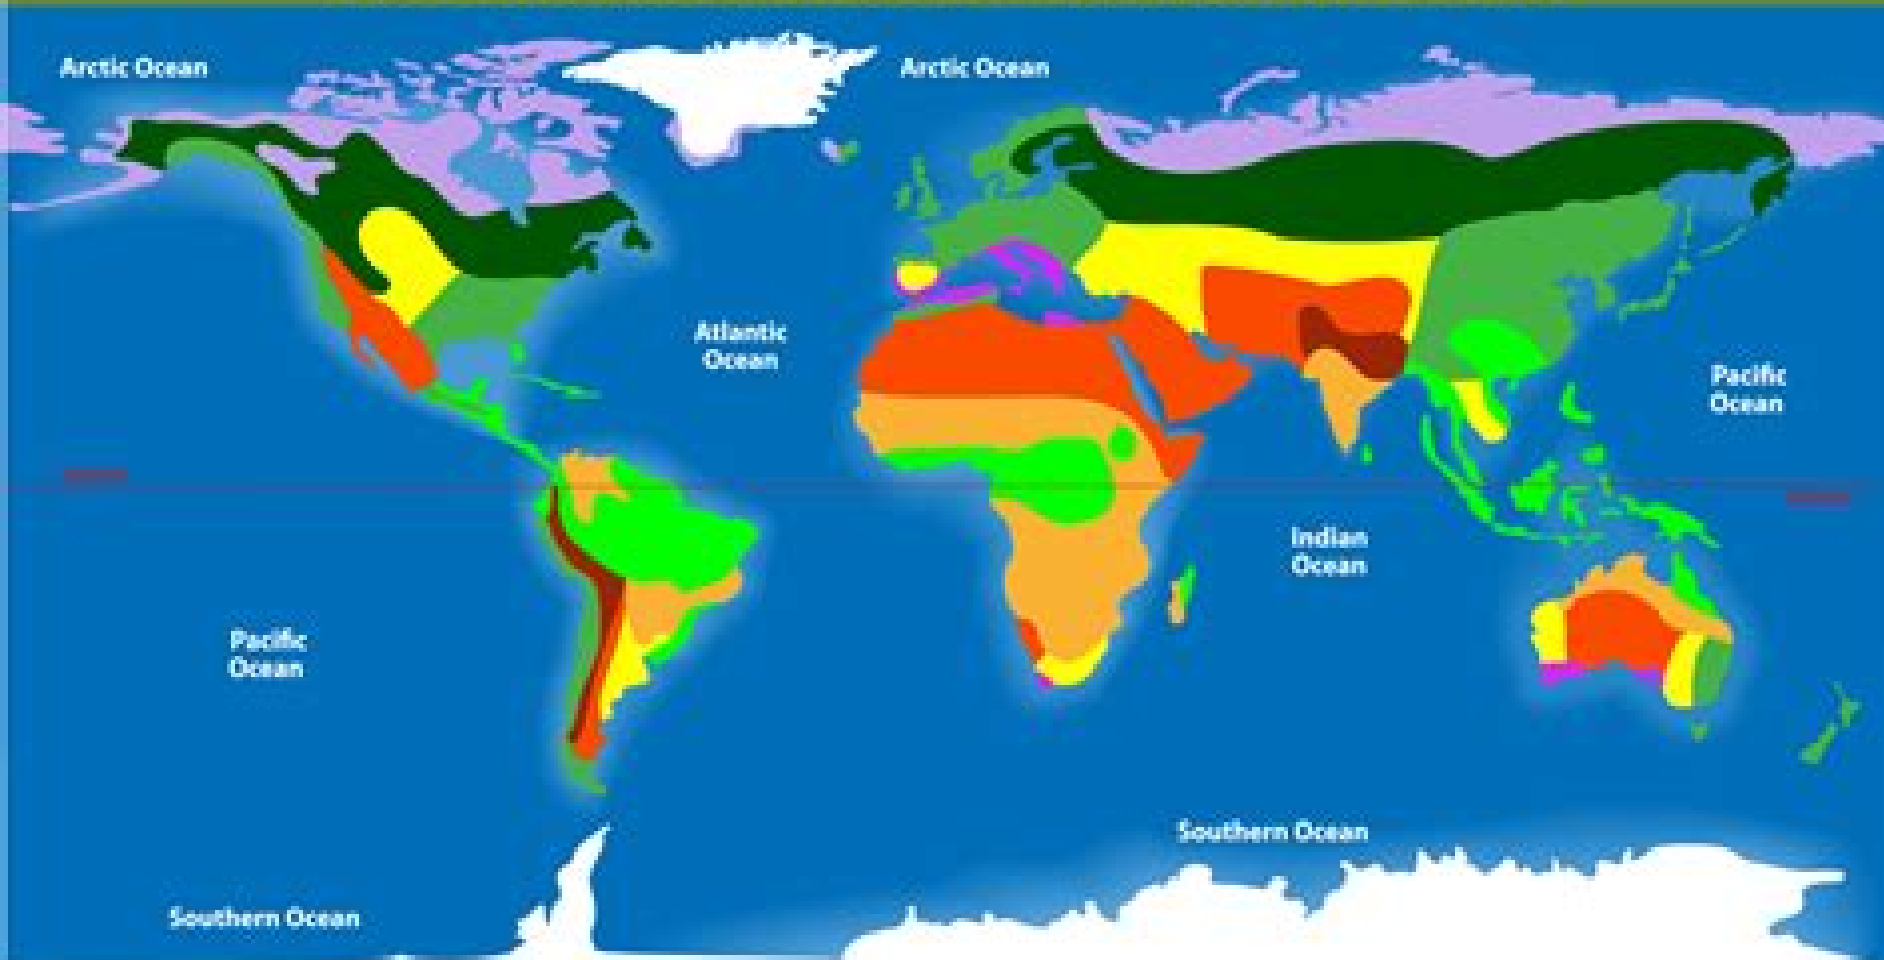 Arctic Ocean
Arctic Ocean
Atlantic
Ocean
Pacific
Ocean
Indian
Ocean
Pacific
Ocean
Southern Ocean
Southern Ocean